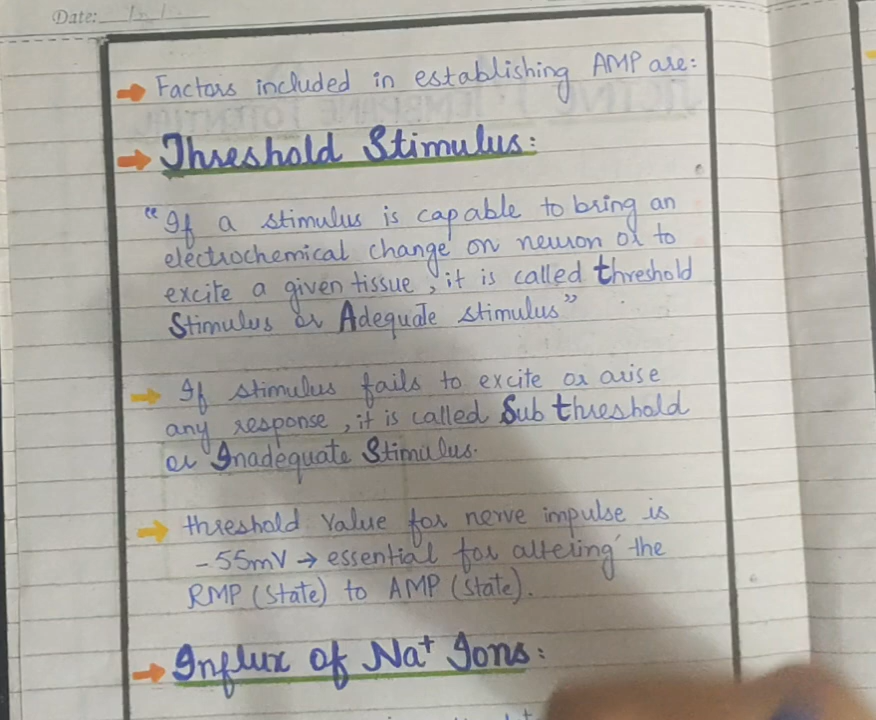 Date:
→ Factors included in establishing AMP are:
→ Threshold Stimulus:
"If a stimulus is capable to bring an
electrochemical change on neuron or to
excite a given tissue, it is called threshold
Stimulus or Adequate stimulus"
→ If stimulus fails to excite or arise
any response, it is called Sub threshold
or Inadequate Stimulus.
→ threshold value for nerve impulse is
-55mV → essential for altering the
RMP (State) to AMP (State).
→ Influx of Na⁺ Ions: